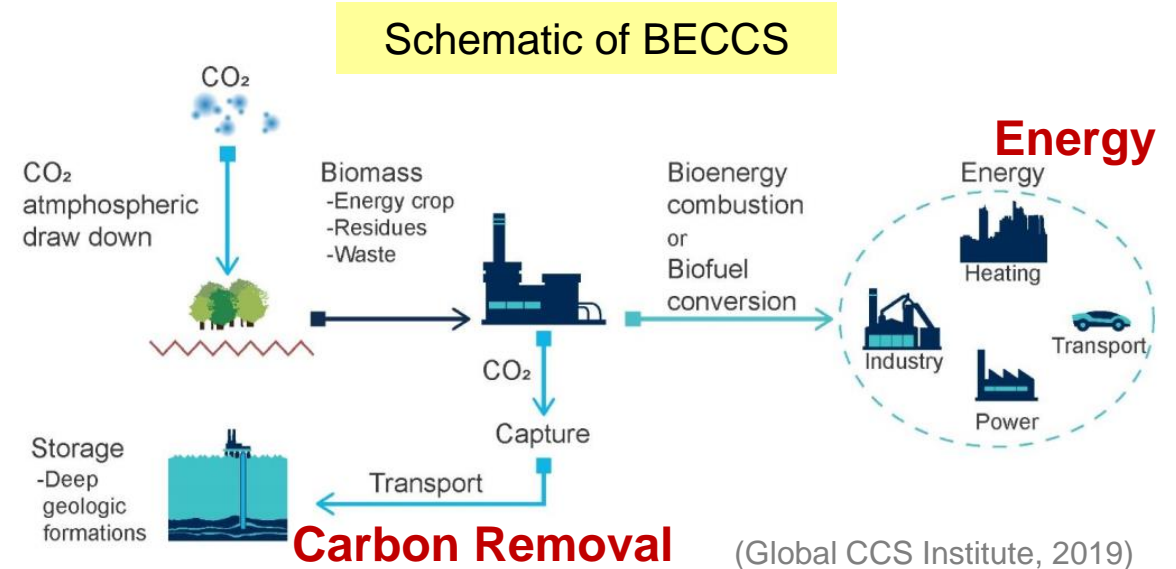 Schematic of BECCS
CO₂
CO₂
atmphospheric
draw down
Biomass
-Energy crop
-Residues
-Waste
Bioenergy
combustion
or
Biofuel
conversion
Energy
Energy
Heating
Industry
Transport
Power
CO₂
Capture
Transport
Storage
-Deep
geologic
formations
Carbon Removal
(Global CCS Institute, 2019)